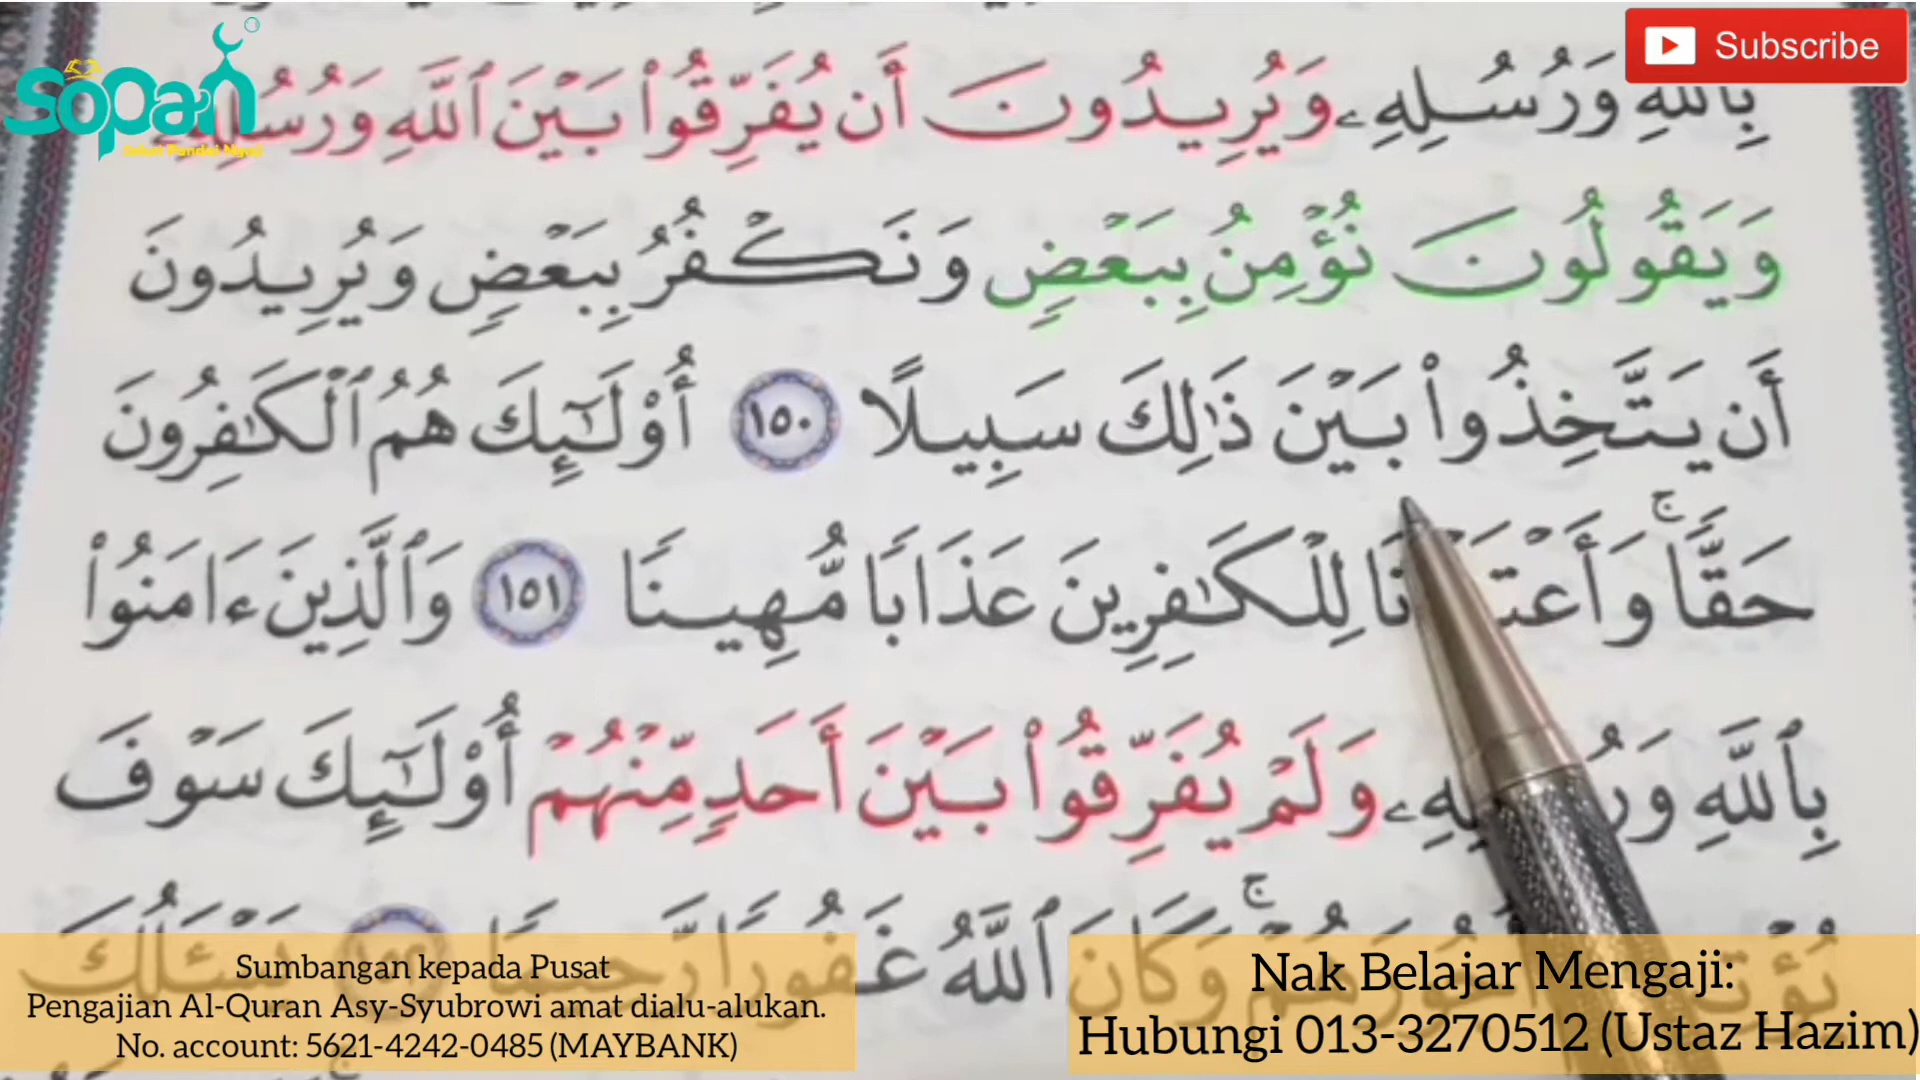 sopan
Subscribe
بِٱللَّهِ وَرُسُلِهِۦ وَيُرِيدُونَ أَن يُفَرِّقُوا۟ بَيْنَ ٱللَّهِ وَرُسُلِهِۦ
وَيَقُولُونَ نُؤْمِنُ بِبَعْضٍ وَنَكْفُرُ بِبَعْضٍ وَيُرِيدُونَ
أَن يَتَّخِذُوا۟ بَيْنَ ذَٰلِكَ سَبِيلًا ١٥٠ أُو۟لَـٰٓئِكَ هُمُ ٱلْكَـٰفِرُونَ
حَقًّا ۚ وَأَعْتَدْنَا لِلْكَـٰفِرِينَ عَذَابًا مُّهِينًا ١٥١ وَٱلَّذِينَ ءَامَنُوا۟
بِٱللَّهِ وَرُسُلِهِۦ وَلَمْ يُفَرِّقُوا۟ بَيْنَ أَحَدٍ مِّنْهُمْ أُو۟لَـٰٓئِكَ سَوْفَ
وَكَانَ ٱللَّهُ غَفُورًا رَّحِيمًا يَسْـَٔلُكَ
Sumbangan kepada Pusat
Pengajian Al-Quran Asy-Syubrowi amat dialu-alukan.
No. account: 5621-4242-0485 (MAYBANK)
Nak Belajar Mengaji:
Hubungi 013-3270512 (Ustaz Hazim)